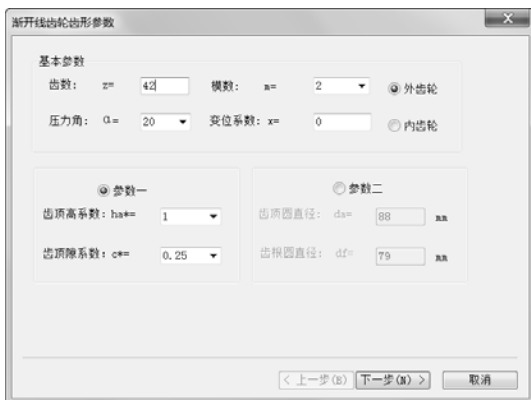 渐开线齿轮齿形参数
基本参数
齿数: z= 42 模数: m= 2 外齿轮
压力角: α= 20 变位系数: x= 0 内齿轮
参数一 参数二
齿顶高系数: ha*= 1 齿顶圆直径: da= 88 mm
齿顶隙系数: c*= 0.25 齿根圆直径: df= 79 mm
< 上一步(B) 下一步(N) > 取消